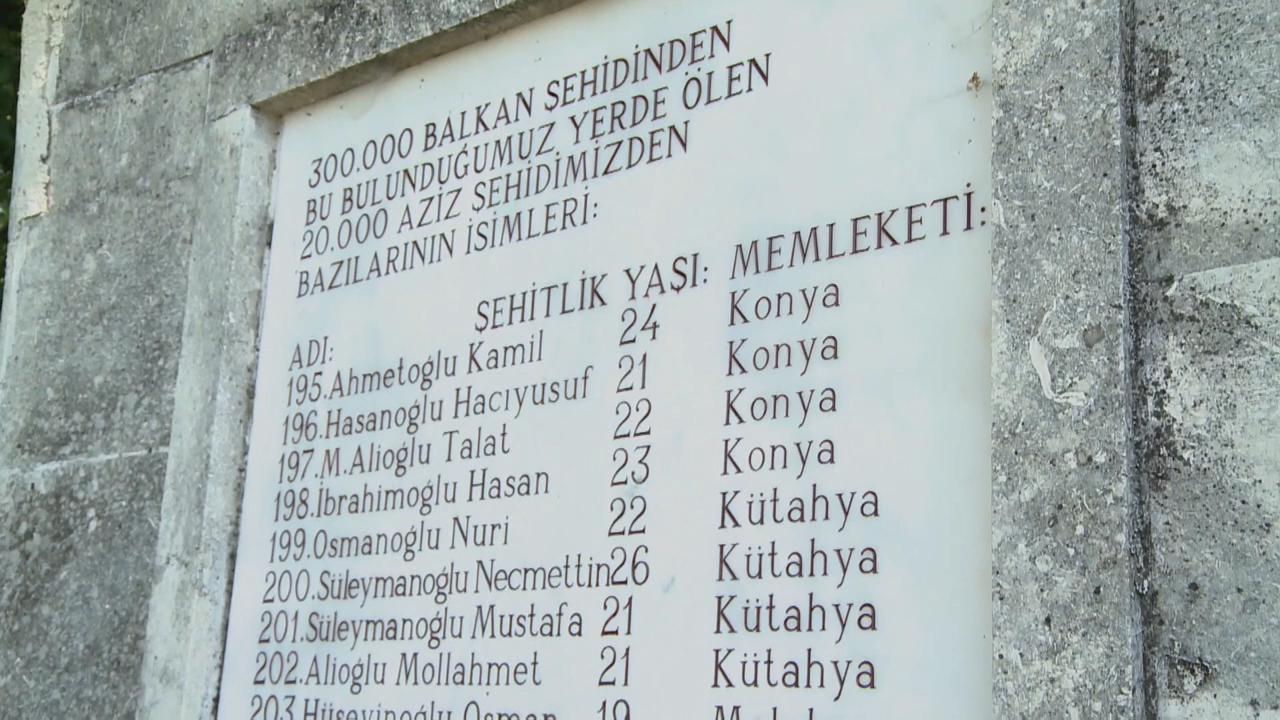 300.000 BALKAN ŞEHİDİNDEN
BU BULUNDUĞUMUZ YERDE ÖLEN
20.000 AZİZ ŞEHİDİMİZDEN
BAZILARININ İSİMLERİ:
ADI: ŞEHİTLİK YAŞI: MEMLEKETİ:
195.Ahmetoğlu Kamil 24 Konya
196.Hasanoğlu Hacıyusuf 21 Konya
197.M.Alioğlu Talat 22 Konya
198.İbrahimoğlu Hasan 23 Konya
199.Osmanoğlu Nuri 22 Kütahya
200.Süleymanoğlu Necmettin 26 Kütahya
201.Süleymanoğlu Mustafa 21 Kütahya
202.Alioğlu Mollahmet 21 Kütahya
203.Hüseyinoğlu Osman 19